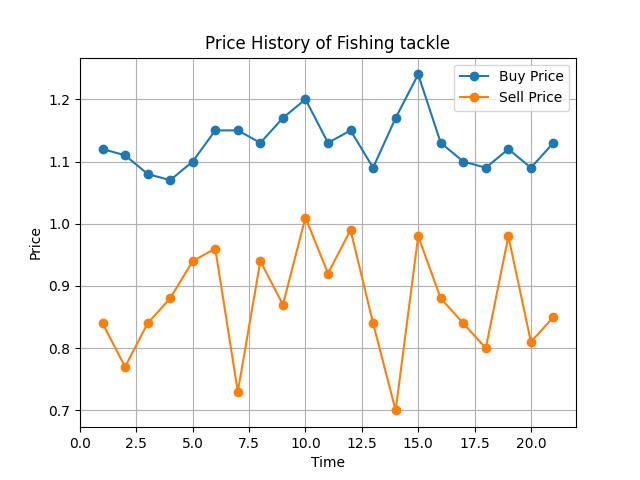 Price History of Fishing tackle
Buy Price
Sell Price
Price
1.2
1.1
1.0
0.9
0.8
0.7
0.0 2.5 5.0 7.5 10.0 12.5 15.0 17.5 20.0
Time